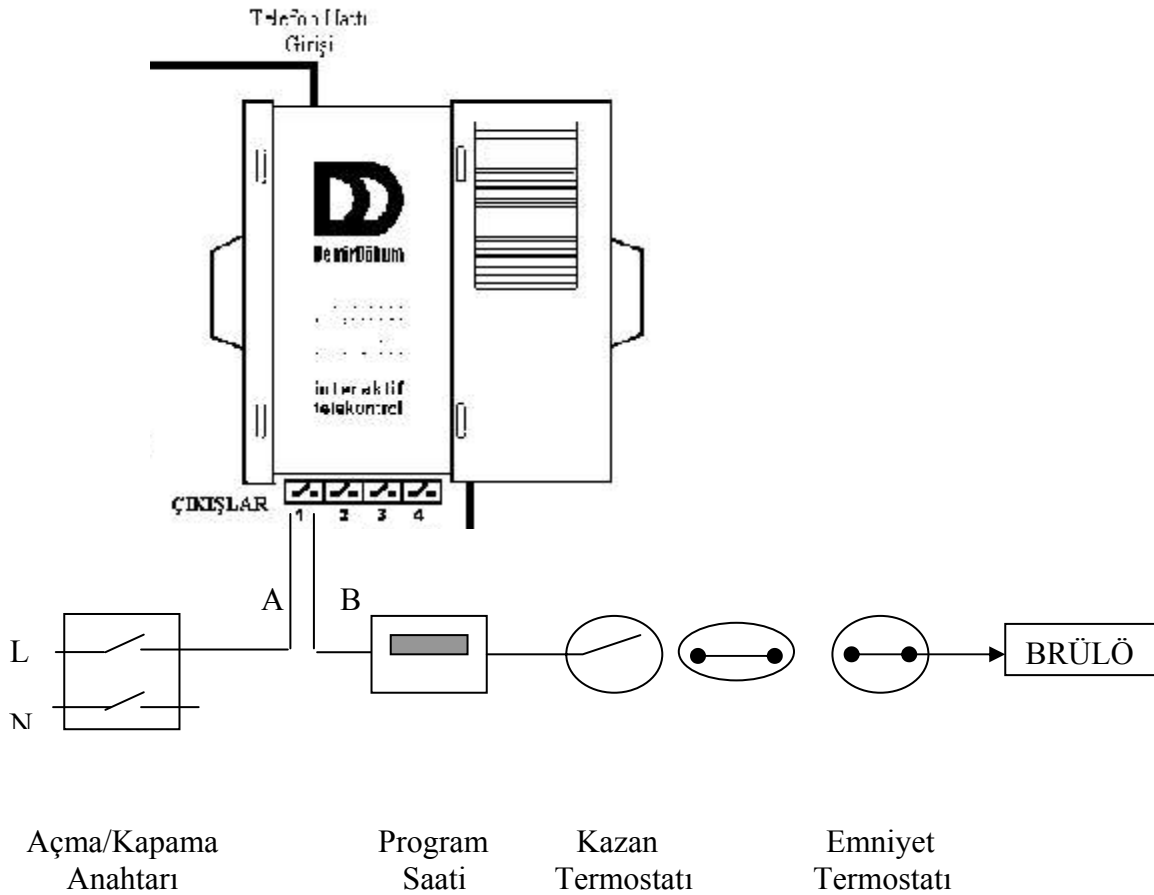 Telefon Hattı
Girişi
DemirDöküm
interaktif
telekontrol
ÇIKIŞLAR
1 2 3 4
A B
L
BRÜLÖ
N
Açma/Kapama
Anahtarı
Program
Saati
Kazan
Termostatı
Emniyet
Termostatı